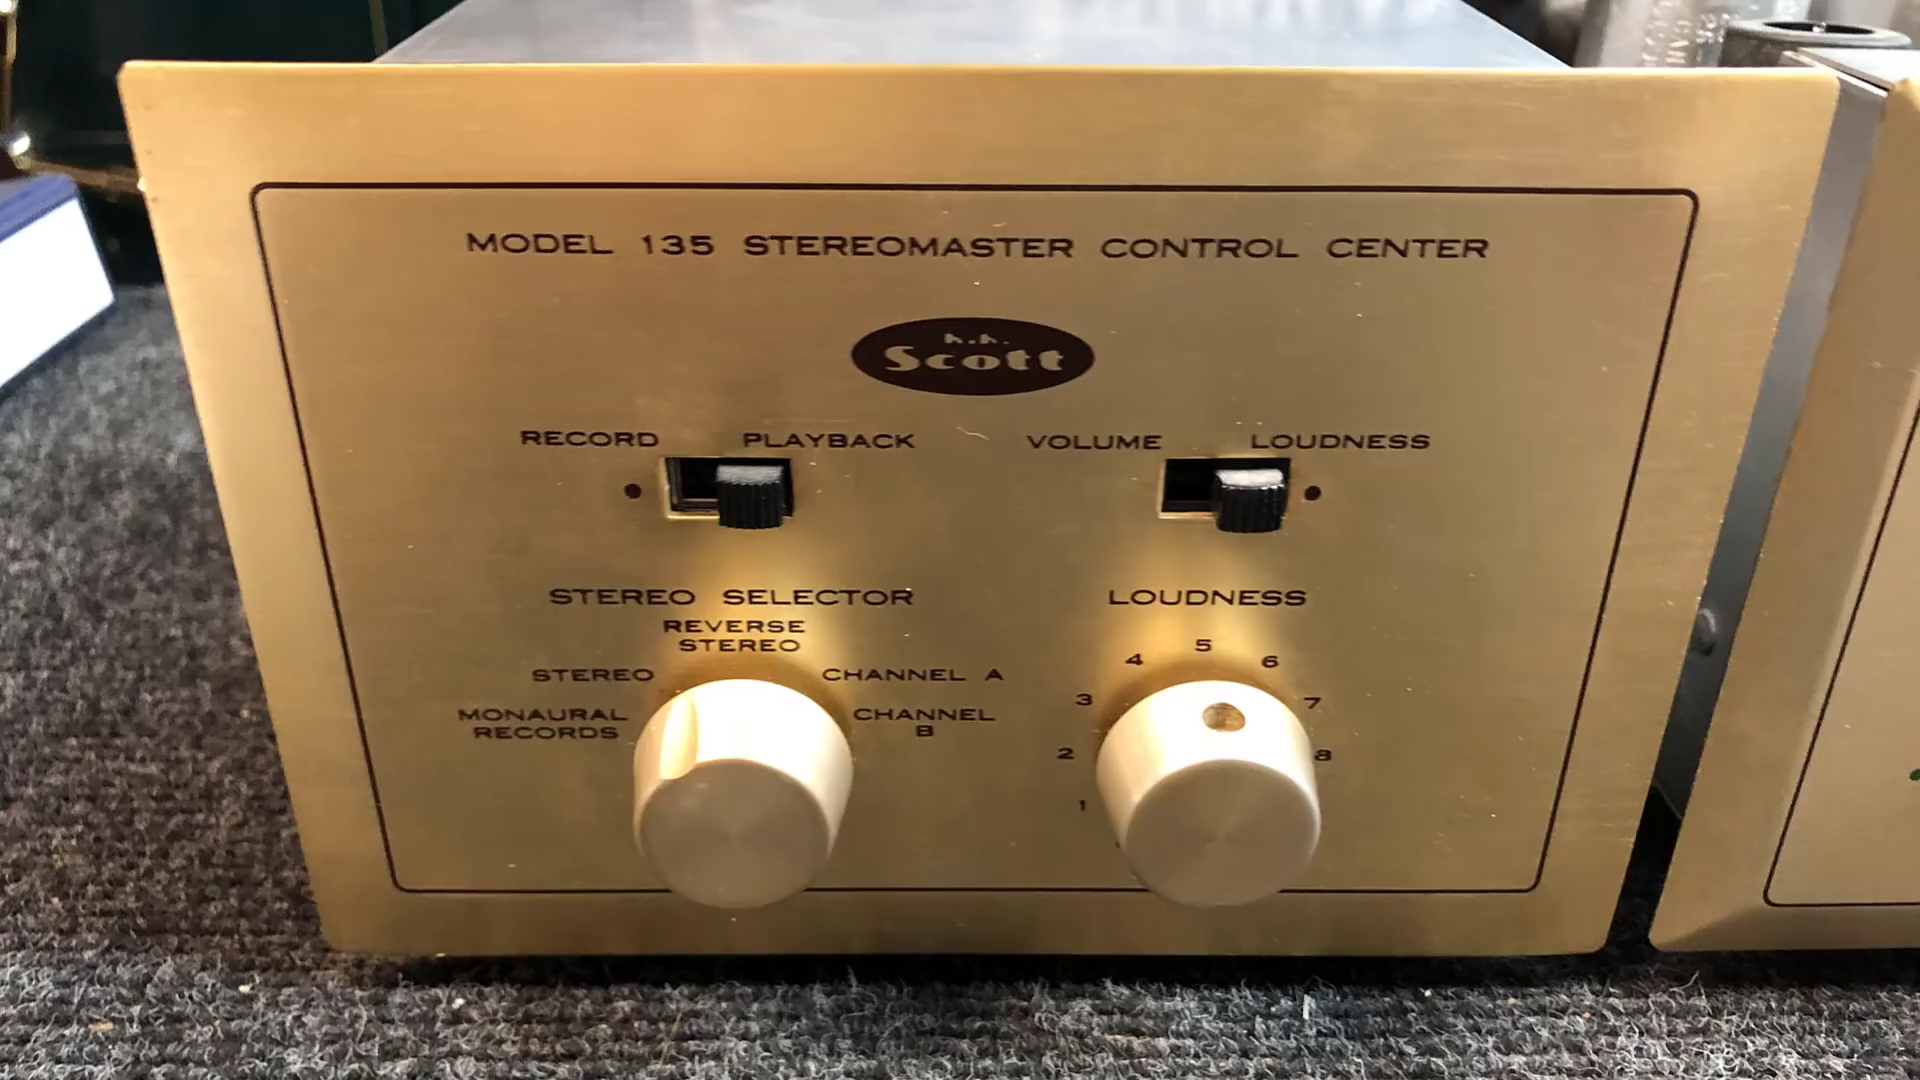 MODEL 135 STEREOMASTER CONTROL CENTER
h.h.
Scott
RECORD PLAYBACK VOLUME LOUDNESS
STEREO SELECTOR
REVERSE
STEREO
STEREO
CHANNEL A
MONAURAL
RECORDS
CHANNEL
B
LOUDNESS
1 2 3 4 5 6 7 8